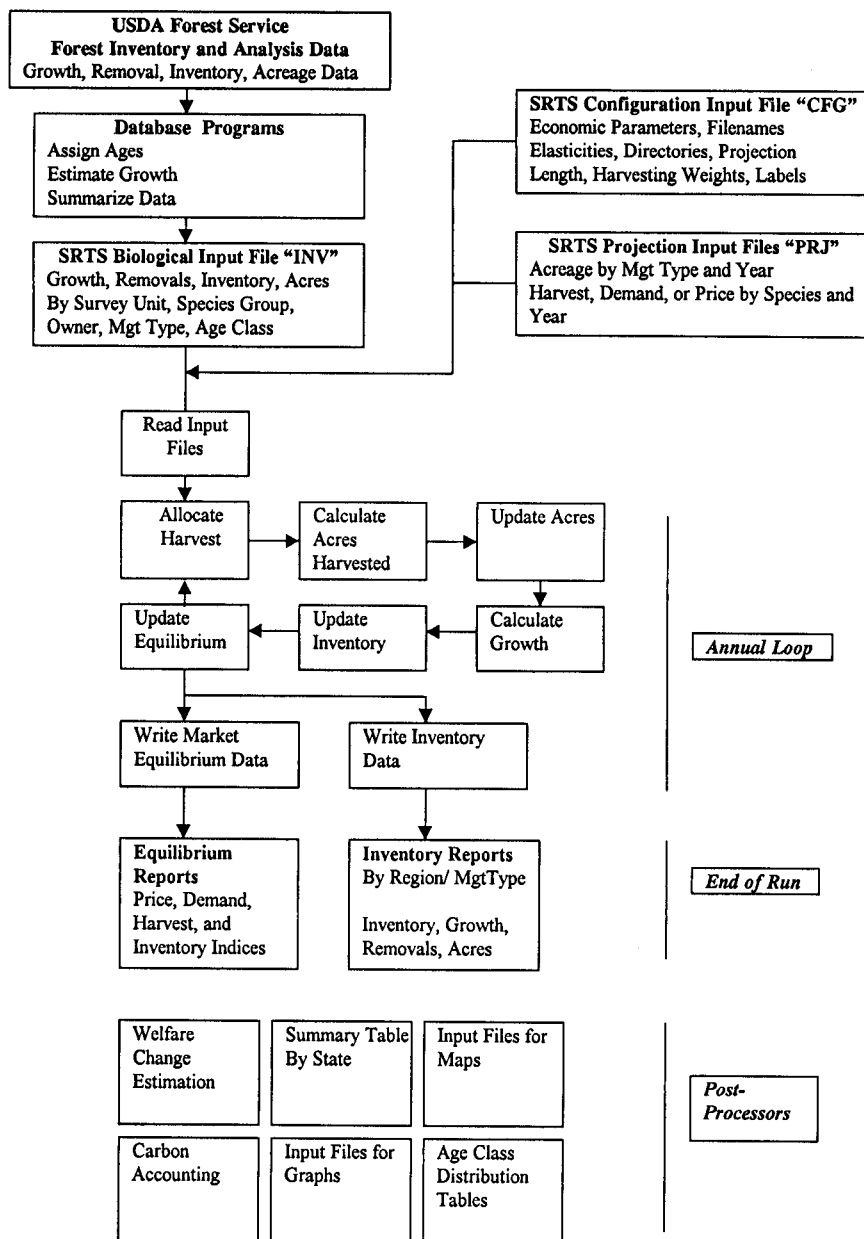 USDA Forest Service
Forest Inventory and Analysis Data
Growth, Removal, Inventory, Acreage Data
Database Programs
Assign Ages
Estimate Growth
Summarize Data
SRTS Configuration Input File “CFG”
Economic Parameters, Filenames
Elasticities, Directories, Projection
Length, Harvesting Weights, Labels
SRTS Biological Input File “INV”
Growth, Removals, Inventory, Acres
By Survey Unit, Species Group,
Owner, Mgt Type, Age Class
SRTS Projection Input Files “PRJ”
Acreage by Mgt Type and Year
Harvest, Demand, or Price by Species and
Year
Read Input
Files
Allocate
Harvest
Calculate
Acres
Harvested
Update Acres
Update
Equilibrium
Update
Inventory
Calculate
Growth
Annual Loop
Write Market
Equilibrium Data
Write Inventory
Data
Equilibrium
Reports
Price, Demand,
Harvest, and
Inventory Indices
Inventory Reports
By Region/ MgtType
Inventory, Growth,
Removals, Acres
End of Run
Welfare
Change
Estimation
Summary Table
By State
Input Files for
Maps
Post-
Processors
Carbon
Accounting
Input Files for
Graphs
Age Class
Distribution
Tables